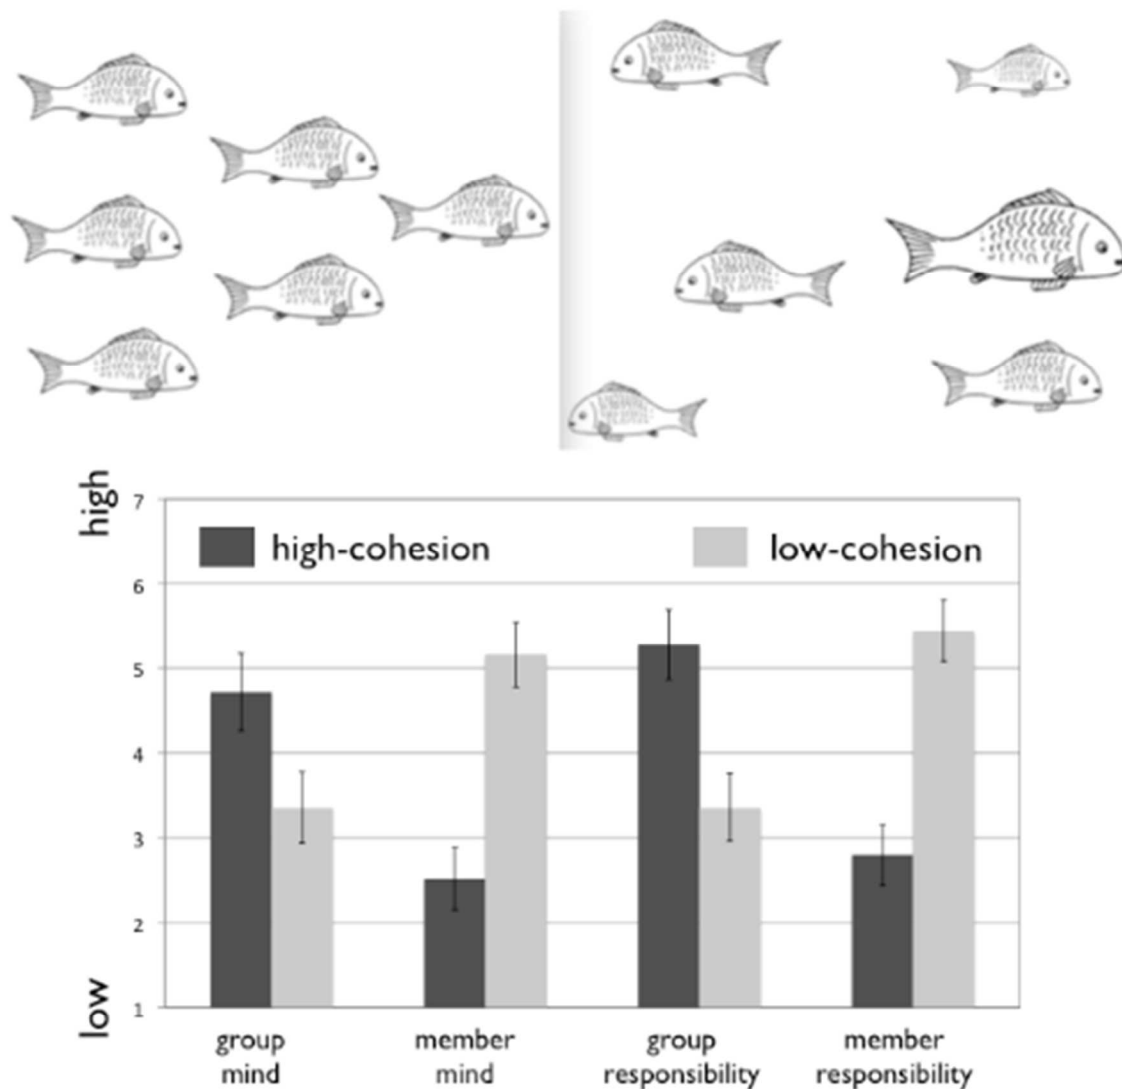 high
7
high-cohesion
low-cohesion
6
5
4
3
2
low
1
group
mind
member
mind
group
responsibility
member
responsibility